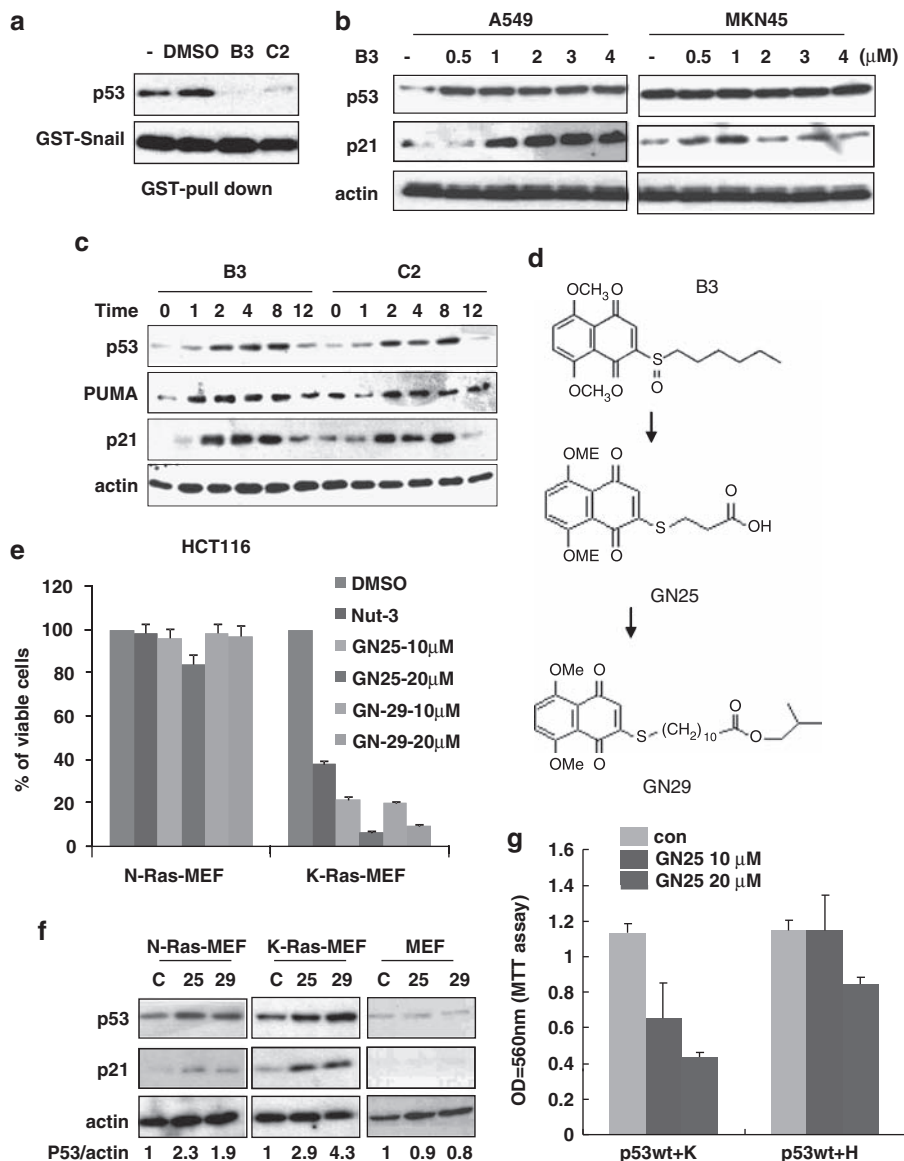 a
- DMSO B3 C2
p53
GST-Snail
GST-pull down
b
A549 MKN45
B3 - 0.5 1 2 3 4 - 0.5 1 2 3 4 (μM)
p53
p21
actin
c
B3 C2
Time 0 1 2 4 8 12 0 1 2 4 8 12
p53
PUMA
p21
actin
d
B3
OCH3 O
S
O
OCH3 O
OME O
S
O
OH
OME O
GN25
OMe O
S (CH2)10
O
O
OMe O
GN29
e
HCT116
% of viable cells
120
100
80
60
40
20
0
DMSO
Nut-3
GN25-10μM
GN25-20μM
GN-29-10μM
GN-29-20μM
N-Ras-MEF K-Ras-MEF
f
N-Ras-MEF K-Ras-MEF MEF
C 25 29 C 25 29 C 25 29
p53
p21
actin
P53/actin 1 2.3 1.9 1 2.9 4.3 1 0.9 0.8
g
con
GN25 10 μM
GN25 20 μM
OD=560nm (MTT assay)
1.6
1.4
1.2
1
0.8
0.6
0.4
0.2
0
p53wt+K p53wt+H